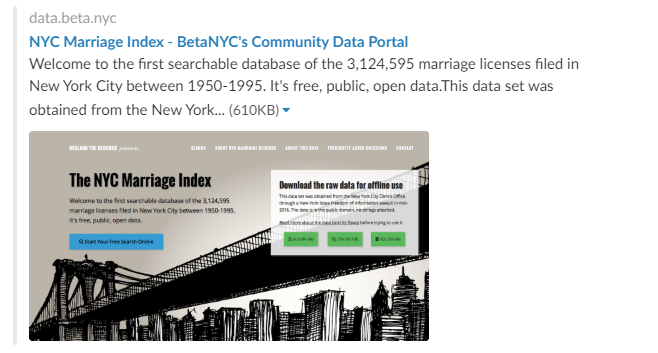 data.beta.nyc
NYC Marriage Index - BetaNYC's Community Data Portal
Welcome to the first searchable database of the 3,124,595 marriage licenses filed in
New York City between 1950-1995. It's free, public, open data.This data set was
obtained from the New York... (610KB)
RECLAIM THE RECORDS presents
SEARCH ABOUT NYC MARRIAGE RECORDS ABOUT THIS DATA FREQUENTLY ASKED QUESTIONS CONTACT
The NYC Marriage Index
Welcome to the first searchable database of the 3,124,595
marriage licenses filed in New York City between 1950-1995.
It's free, public, open data.
Start Your Free Search Online
Download the raw data for offline use
This data set was obtained from the New York City Clerk's Office
through a New York State Freedom of Information lawsuit in mid-
2016. The data is in the public domain, no strings attached.
Read more about the data (and its flaws) before trying to use it.